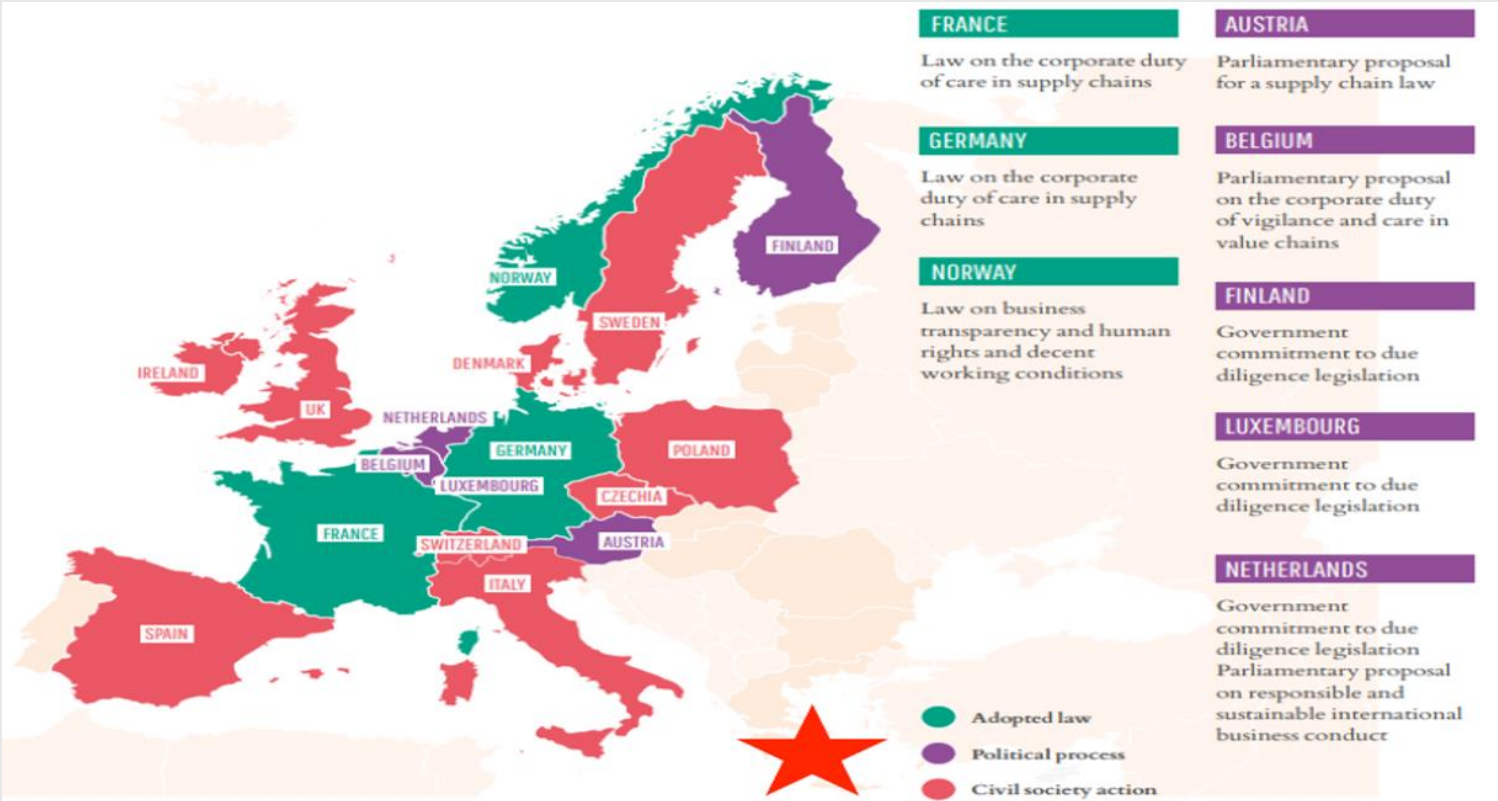 FRANCE
Law on the corporate duty
of care in supply chains
GERMANY
Law on the corporate
duty of care in supply
chains
NORWAY
Law on business
transparency and human
rights and decent
working conditions
AUSTRIA
Parliamentary proposal
for a supply chain law
BELGIUM
Parliamentary proposal
on the corporate duty
of vigilance and care in
value chains
FINLAND
Government
commitment to due
diligence legislation
LUXEMBOURG
Government
commitment to due
diligence legislation
NETHERLANDS
Government
commitment to due
diligence legislation
Parliamentary proposal
on responsible and
sustainable international
business conduct
FINLAND
NORWAY
SWEDEN
DENMARK
IRELAND
UK
NETHERLANDS
GERMANY
POLAND
BELGIUM
LUXEMBOURG
CZECHIA
FRANCE
SWITZERLAND
AUSTRIA
ITALY
SPAIN
Adopted law
Political process
Civil society action